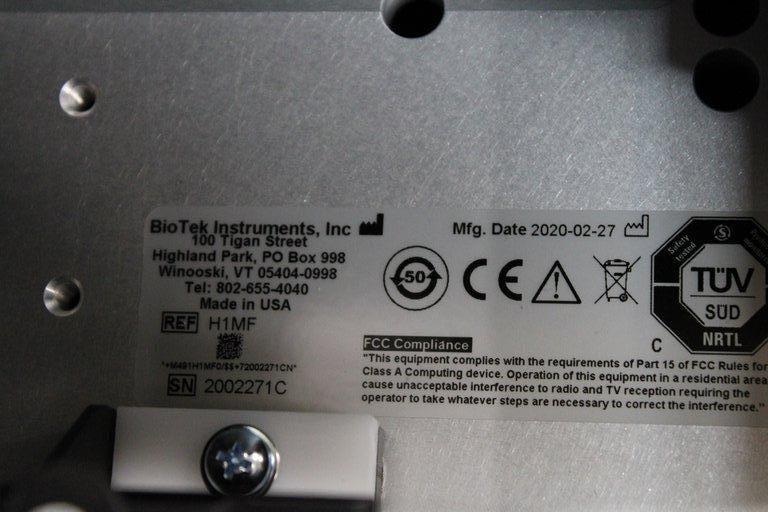 BioTek Instruments, Inc
100 Tigan Street
Highland Park, PO Box 998
Winooski, VT 05404-0998
Tel: 802-655-4040
Made in USA
REF H1MF
*+M491H1MF0/$$+72002271CN*
SN 2002271C
Mfg. Date 2020-02-27
50
CE
Safety
tested
S
TÜV
SÜD
NRTL
C
FCC Compliance
"This equipment complies with the requirements of Part 15 of FCC Rules for
Class A Computing device. Operation of this equipment in a residential area
cause unacceptable interference to radio and TV reception requiring the
operator to take whatever steps are necessary to correct the interference."